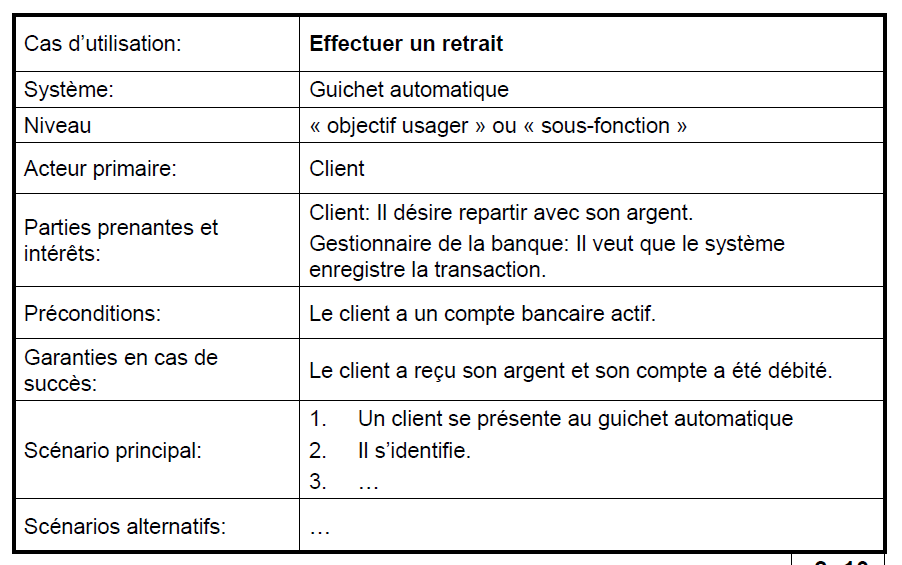 Cas d’utilisation:
Effectuer un retrait
Système:
Guichet automatique
Niveau
« objectif usager » ou « sous-fonction »
Acteur primaire:
Client
Parties prenantes et
intérêts:
Client: Il désire repartir avec son argent.
Gestionnaire de la banque: Il veut que le système
enregistre la transaction.
Préconditions:
Le client a un compte bancaire actif.
Garanties en cas de
succès:
Le client a reçu son argent et son compte a été débité.
Scénario principal:
1. Un client se présente au guichet automatique
2. Il s’identifie.
3. …
Scénarios alternatifs:
…